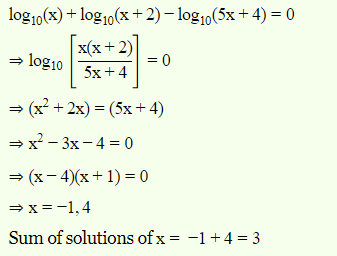 log₁₀(x) + log₁₀(x + 2) − log₁₀(5x + 4) = 0
⇒ log₁₀ [x(x + 2) / 5x + 4] = 0
⇒ (x² + 2x) = (5x + 4)
⇒ x² − 3x − 4 = 0
⇒ (x − 4)(x + 1) = 0
⇒ x = −1, 4
Sum of solutions of x = −1 + 4 = 3